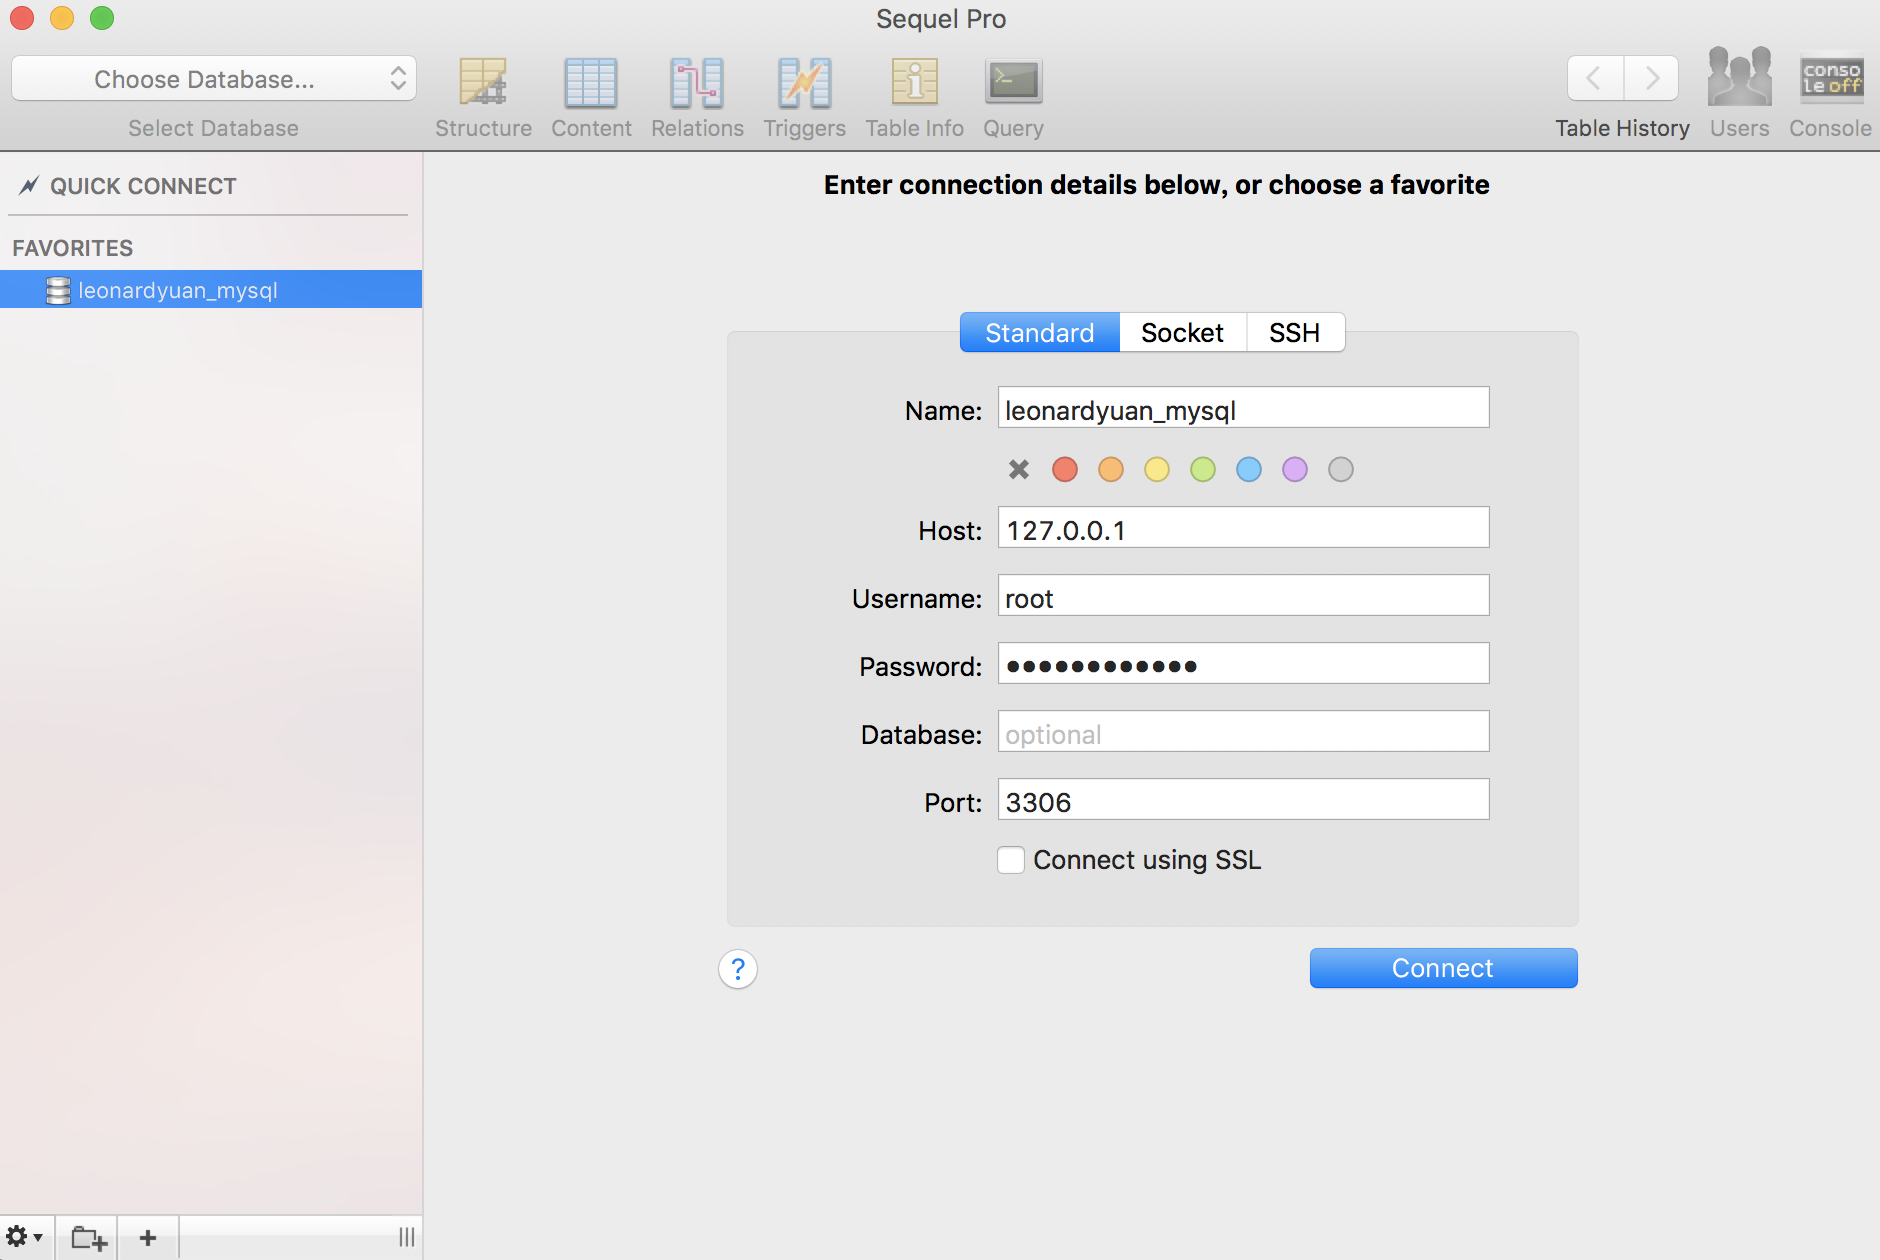 Sequel Pro
Choose Database...
Select Database
Structure
Content
Relations
Triggers
Table Info
Query
Table History
Users
conso
leoff
Console
QUICK CONNECT
FAVORITES
leonardyuan_mysql
Enter connection details below, or choose a favorite
Standard
Socket
SSH
Name: leonardyuan_mysql
Host: 127.0.0.1
Username: root
Password: ••••••••••••
Database: optional
Port: 3306
Connect using SSL
?
Connect